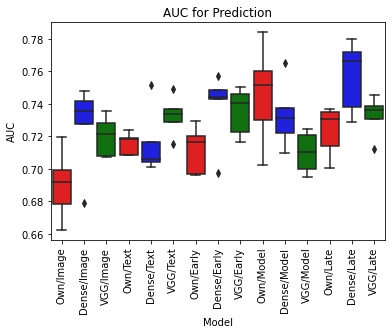 AUC for Prediction
AUC
0.78
0.76
0.74
0.72
0.70
0.68
0.66
Own/Image
Dense/Image
VGG/Image
Own/Text
Dense/Text
VGG/Text
Own/Early
Dense/Early
VGG/Early
Own/Model
Dense/Model
VGG/Model
Own/Late
Dense/Late
VGG/Late
Model